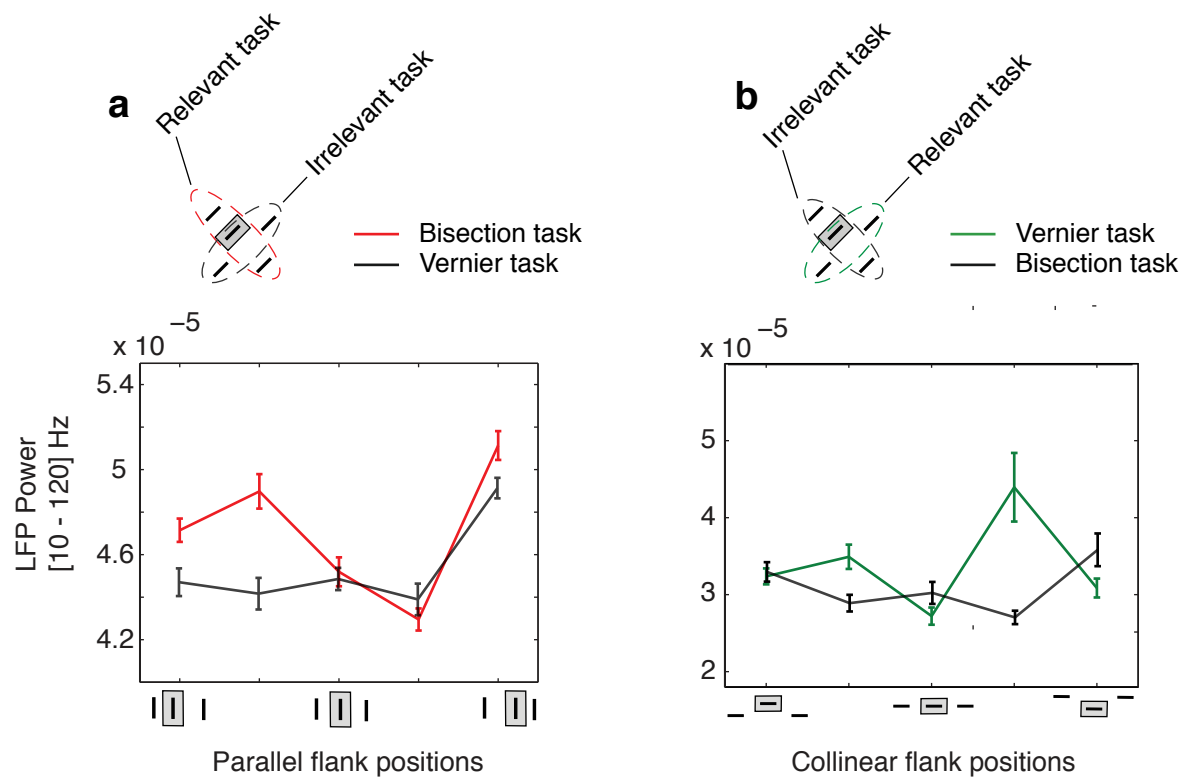 a
Relevant task
Irrelevant task
Bisection task
Vernier task
x 10 −5
5.4
5
4.6
4.2
LFP Power
[10 - 120] Hz
Parallel flank positions
b
Irrelevant task
Relevant task
Vernier task
Bisection task
x 10 −5
5
4
3
2
Collinear flank positions